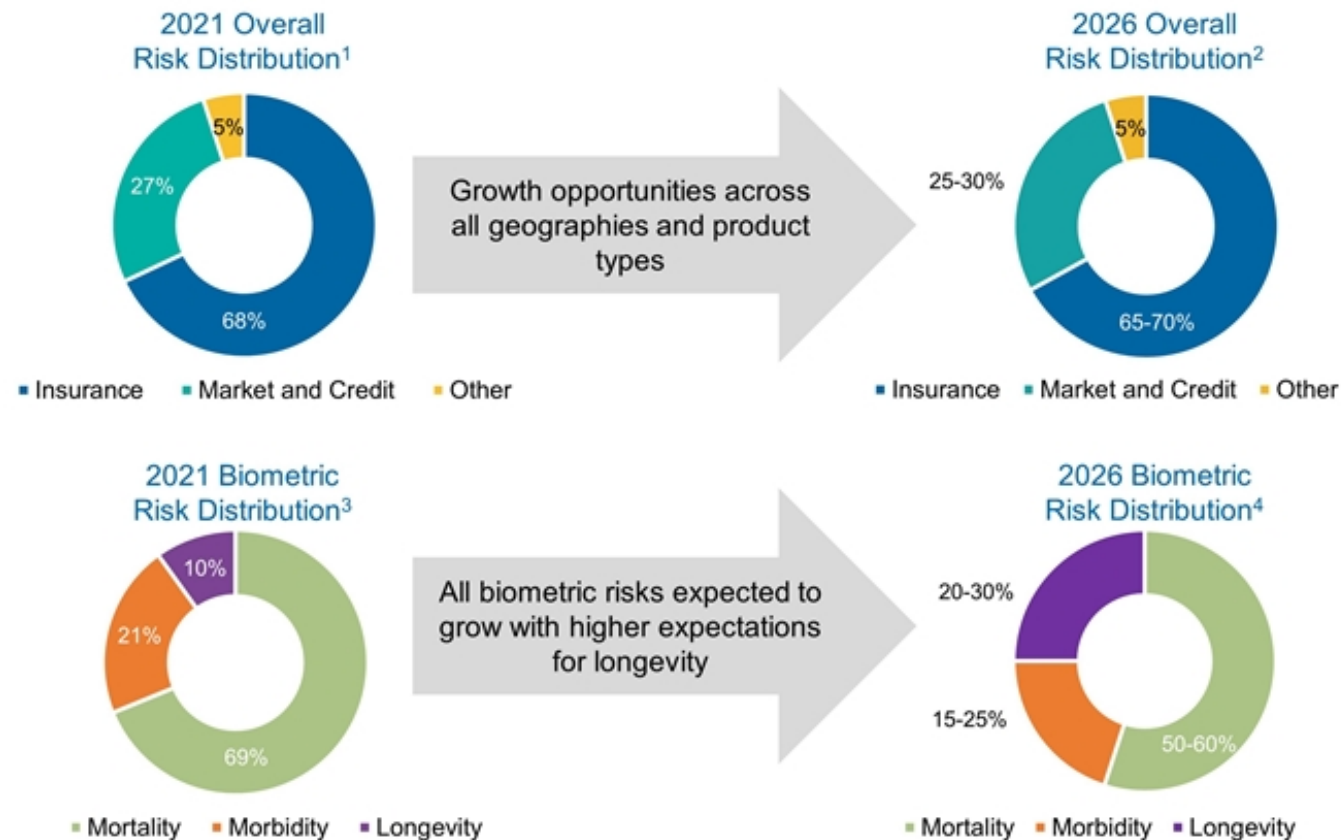 2021 Overall
Risk Distribution¹
5%
27%
68%
Insurance
Market and Credit
Other
Growth opportunities across
all geographies and product
types
2026 Overall
Risk Distribution²
5%
25-30%
65-70%
Insurance
Market and Credit
Other
2021 Biometric
Risk Distribution³
10%
21%
69%
Mortality
Morbidity
Longevity
All biometric risks expected to
grow with higher expectations
for longevity
2026 Biometric
Risk Distribution⁴
20-30%
15-25%
50-60%
Mortality
Morbidity
Longevity